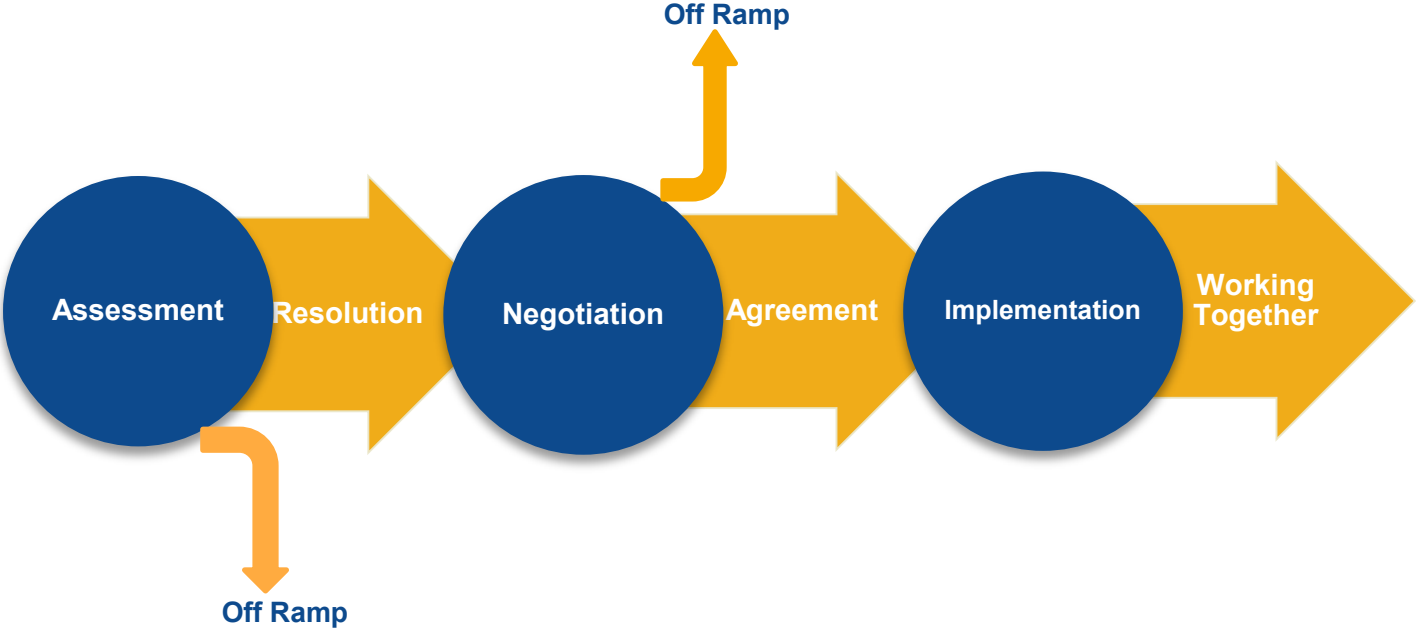 Off Ramp
Assessment
Resolution
Negotiation
Agreement
Implementation
Working
Together
Off Ramp